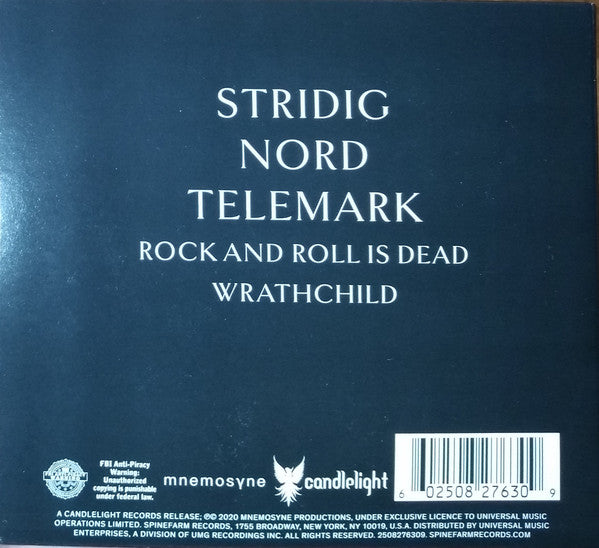 STRIDIG
NORD
TELEMARK
ROCK AND ROLL IS DEAD
WRATHCHILD
FBI Anti-Piracy
Warning:
Unauthorized
copying is punishable
under federal law.
mnemosyne
candlelight
6 02508 27630 9
A CANDLELIGHT RECORDS RELEASE; ℗©2020 MNEMOSYNE PRODUCTIONS, UNDER EXCLUSIVE LICENCE TO UNIVERSAL MUSIC
OPERATIONS LIMITED. SPINEFARM RECORDS, 1755 BROADWAY, NEW YORK, NY 10019, U.S.A. DISTRIBUTED BY UNIVERSAL MUSIC
ENTERPRISES, A DIVISION OF UMG RECORDINGS INC. ALL RIGHT RESERVED. 2508276309. SPINEFARMRECORDS.COM